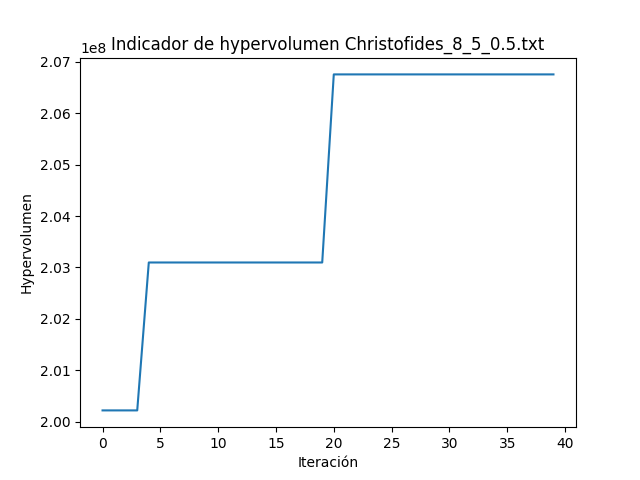 Indicador de hypervolumen Christofides_8_5_0.5.txt
1e8
2.07
2.06
2.05
2.04
2.03
2.02
2.01
2.00
Hypervolumen
0 5 10 15 20 25 30 35 40
Iteración